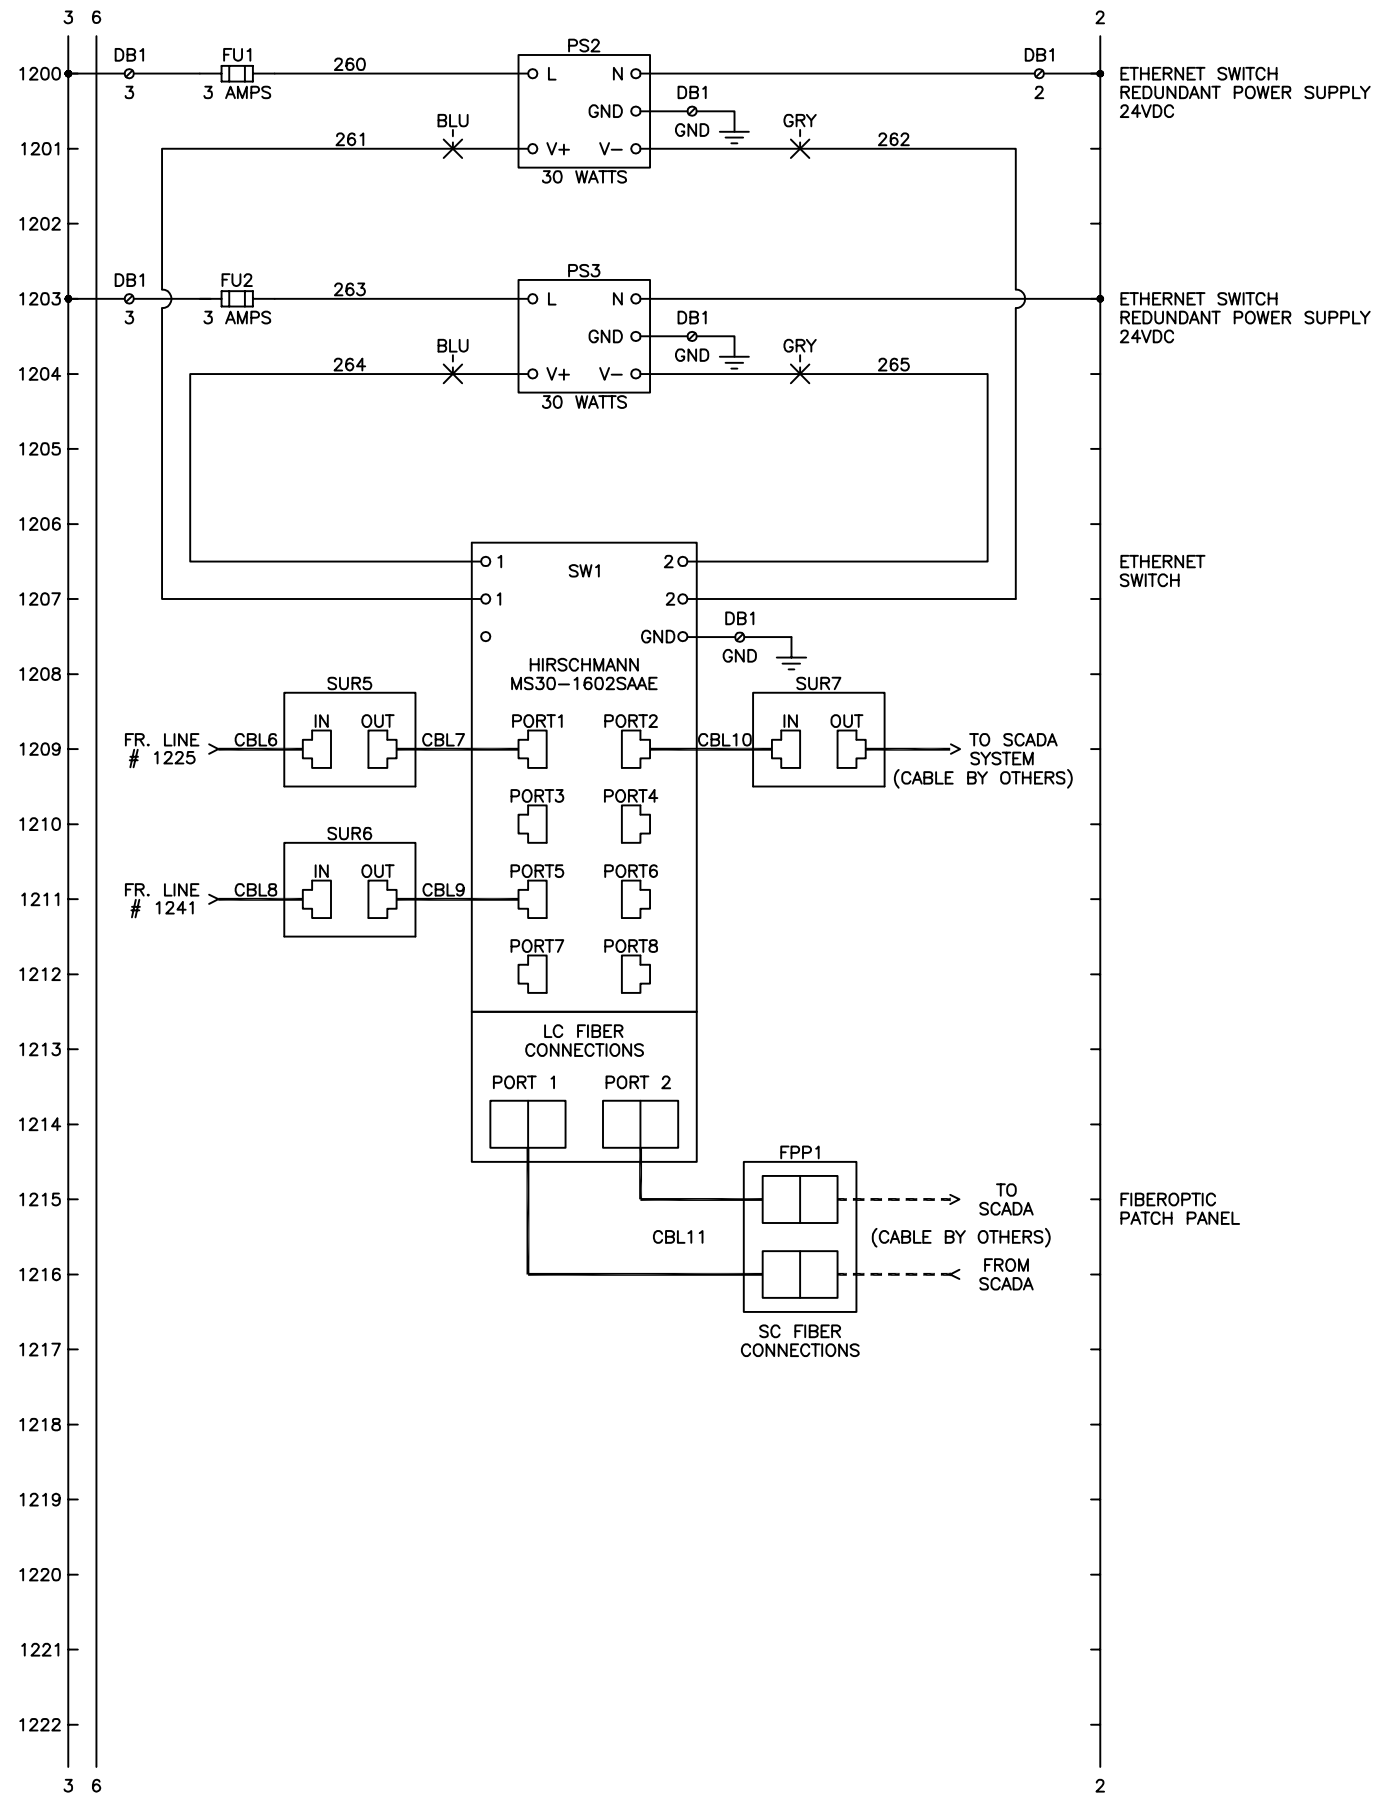 3 6 2
DB1 FU1 260 PS2 DB1
1200 L N ETHERNET SWITCH
3 3 AMPS 2 REDUNDANT POWER SUPPLY
GND DB1 24VDC
BLU GND GRY
1201 261 V+ V- 262
30 WATTS
1202
DB1 FU2 263 PS3
1203 L N ETHERNET SWITCH
3 3 AMPS DB1 REDUNDANT POWER SUPPLY
GND 24VDC
BLU GND GRY
1204 264 V+ V- 265
30 WATTS
1205
1206
1 SW1 2 ETHERNET
SWITCH
1207 1 2
DB1
GND
GND
HIRSCHMANN
1208 MS30-1602SAAE
SUR5 SUR7
IN OUT PORT1 PORT2 IN OUT
FR. LINE CBL6 CBL7 CBL10 TO SCADA
1209 # 1225 SYSTEM
(CABLE BY OTHERS)
PORT3 PORT4
1210
SUR6
IN OUT PORT5 PORT6
FR. LINE CBL8 CBL9
1211 # 1241
PORT7 PORT8
1212
LC FIBER
1213 CONNECTIONS
PORT 1 PORT 2
1214
FPP1
1215 TO FIBEROPTIC
SCADA PATCH PANEL
CBL11 (CABLE BY OTHERS)
1216 FROM
SCADA
SC FIBER
1217 CONNECTIONS
1218
1219
1220
1221
1222
3 6 2